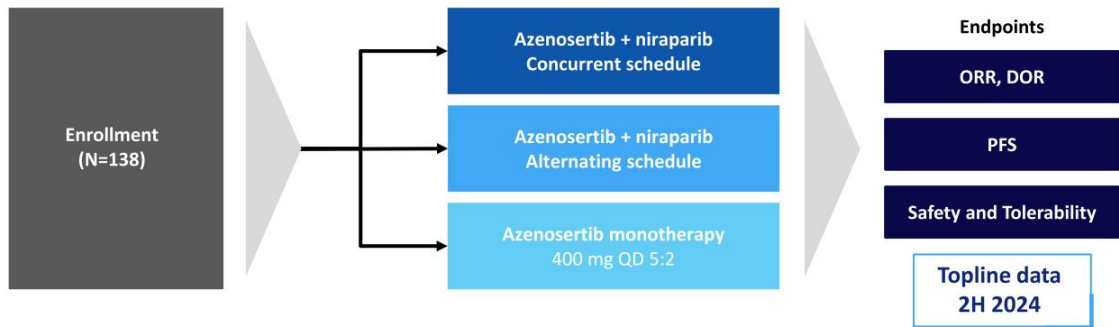 Enrollment
(N=138)
Azenosertib + niraparib
Concurrent schedule
Azenosertib + niraparib
Alternating schedule
Azenosertib monotherapy
400 mg QD 5:2
Endpoints
ORR, DOR
PFS
Safety and Tolerability
Topline data
2H 2024